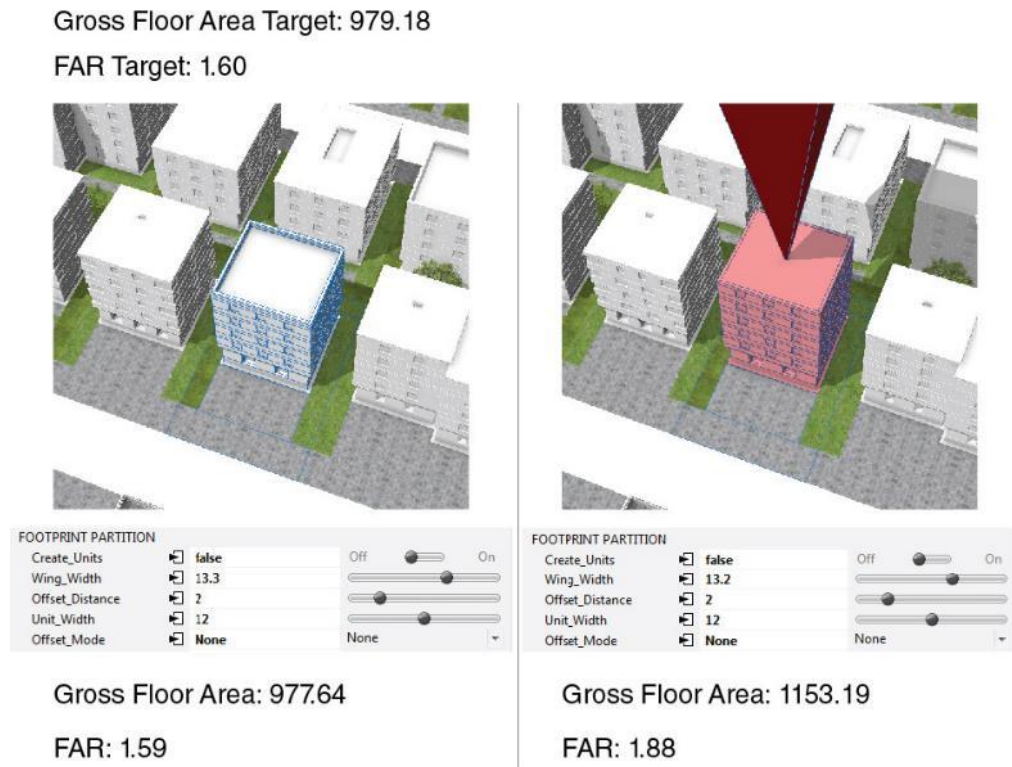 Gross Floor Area Target: 979.18
FAR Target: 1.60
FOOTPRINT PARTITION
Create_Units false Off On
Wing_Width 13.3
Offset_Distance 2
Unit_Width 12
Offset_Mode None None
Gross Floor Area: 977.64
FAR: 1.59
FOOTPRINT PARTITION
Create_Units false Off On
Wing_Width 13.2
Offset_Distance 2
Unit_Width 12
Offset_Mode None None
Gross Floor Area: 1153.19
FAR: 1.88